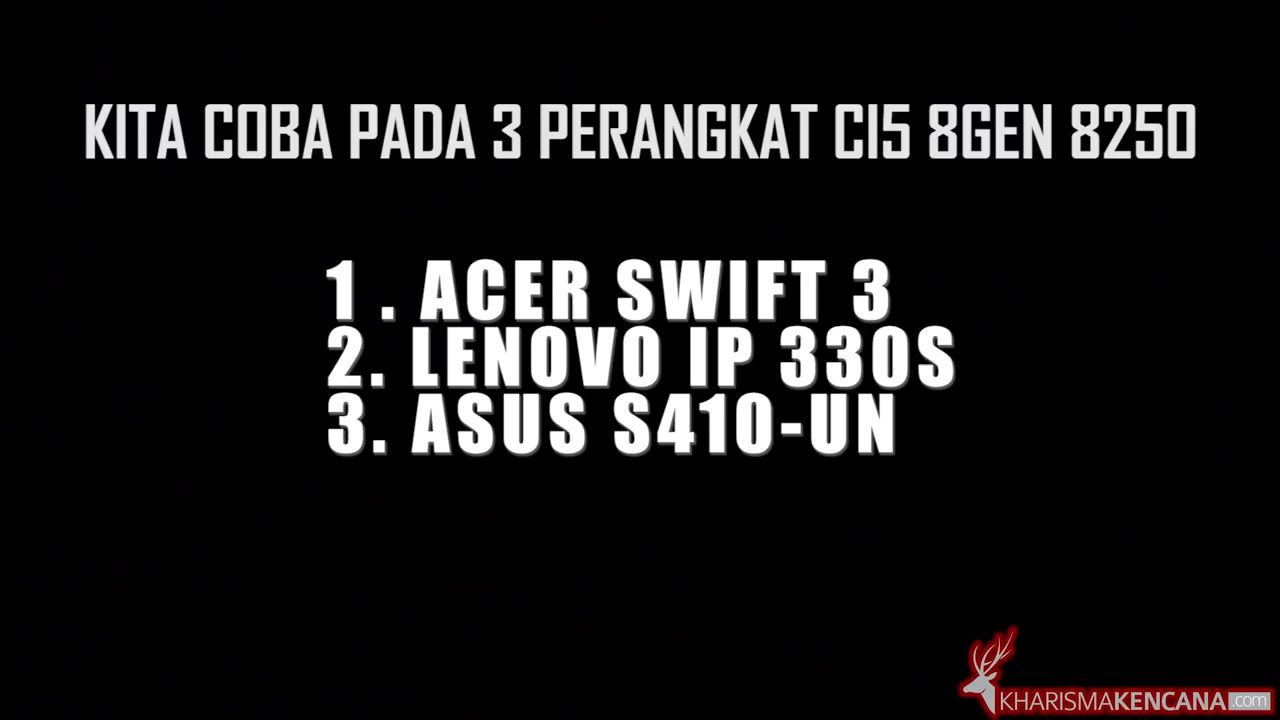 KITA COBA PADA 3 PERANGKAT CI5 8GEN 8250
1 . ACER SWIFT 3
2. LENOVO IP 330S
3. ASUS S410-UN
KHARISMAKENCANA.com